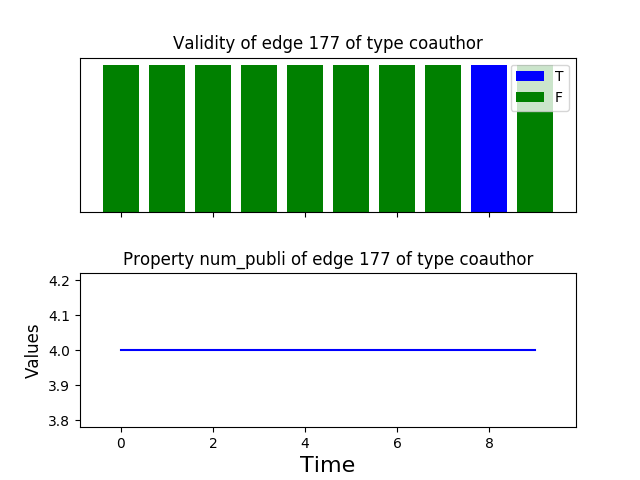 Validity of edge 177 of type coauthor
T
F
Property num_publi of edge 177 of type coauthor
4.2
4.1
4.0
3.9
3.8
Values
0 2 4 6 8
Time